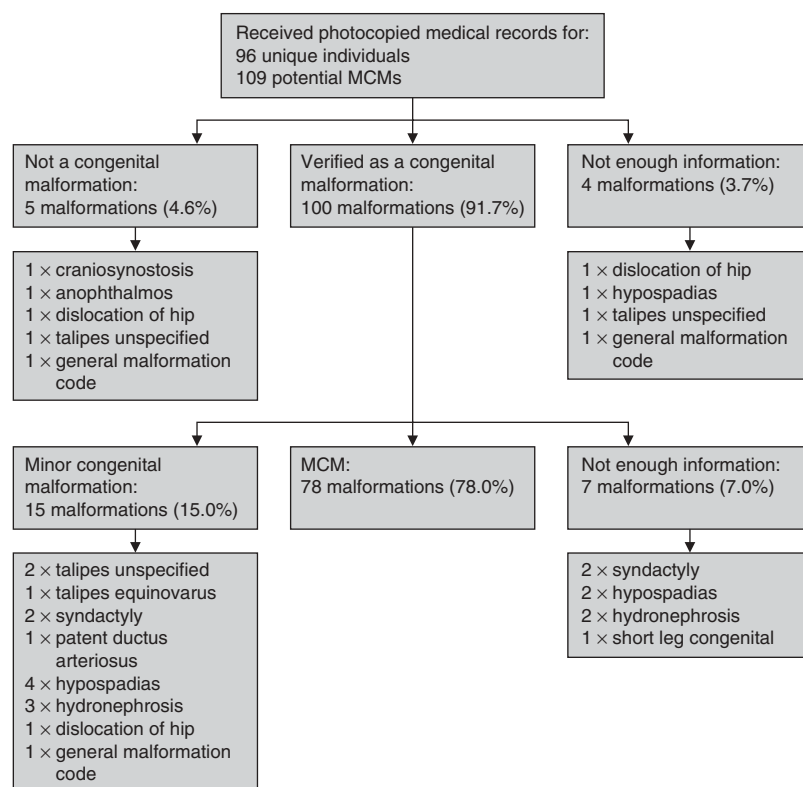 Received photocopied medical records for:
96 unique individuals
109 potential MCMs
Not a congenital
malformation:
5 malformations (4.6%)
Verified as a congenital
malformation:
100 malformations (91.7%)
Not enough information:
4 malformations (3.7%)
1 × craniosynostosis
1 × anophthalmos
1 × dislocation of hip
1 × talipes unspecified
1 × general malformation
code
1 × dislocation of hip
1 × hypospadias
1 × talipes unspecified
1 × general malformation
code
Minor congenital
malformation:
15 malformations (15.0%)
MCM:
78 malformations (78.0%)
Not enough information:
7 malformations (7.0%)
2 × talipes unspecified
1 × talipes equinovarus
2 × syndactyly
1 × patent ductus
arteriosus
4 × hypospadias
3 × hydronephrosis
1 × dislocation of hip
1 × general malformation
code
2 × syndactyly
2 × hypospadias
2 × hydronephrosis
1 × short leg congenital